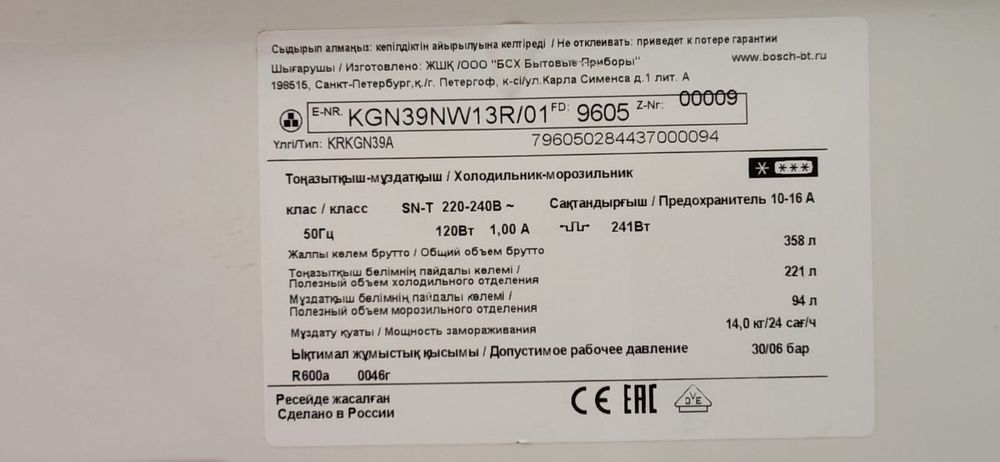 Сыдырып алмаңыз: кепілдіктін айырылуына келтіреді / Не отклеивать: приведет к потере гарантии
Шығарушы / Изготовлено: ЖШҚ /ООО "БСХ Бытовые Приборы" www.bosch-bt.ru
198515, Санкт-Петербург,қ./г. Петергоф, к-сі/ул.Карла Сименса д.1 лит. А
E-NR. KGN39NW13R/01 FD: 9605 Z-Nr: 00009
Үлгі/Тип: KRKGN39A 796050284437000094
Тоңазытқыш-мұздатқыш / Холодильник-морозильник * ***
клас / класс SN-T 220-240В ~ Сақтандырғыш / Предохранитель 10-16 А
50Гц 120Вт 1,00 А 241Вт
Жалпы көлем брутто / Общий объем брутто 358 л
Тоңазытқыш бөлімнің пайдалы көлемі / 221 л
Полезный объем холодильного отделения
Мұздатқыш бөлімнің пайдалы көлемі / 94 л
Полезный объем морозильного отделения
Мұздату қуаты / Мощность замораживания 14,0 кг/24 сағ/ч
Ықтимал жұмыстық қысымы / Допустимое рабочее давление 30/06 бар
R600a 0046г
Ресейде жасалған
Сделано в России CE EAC DVE